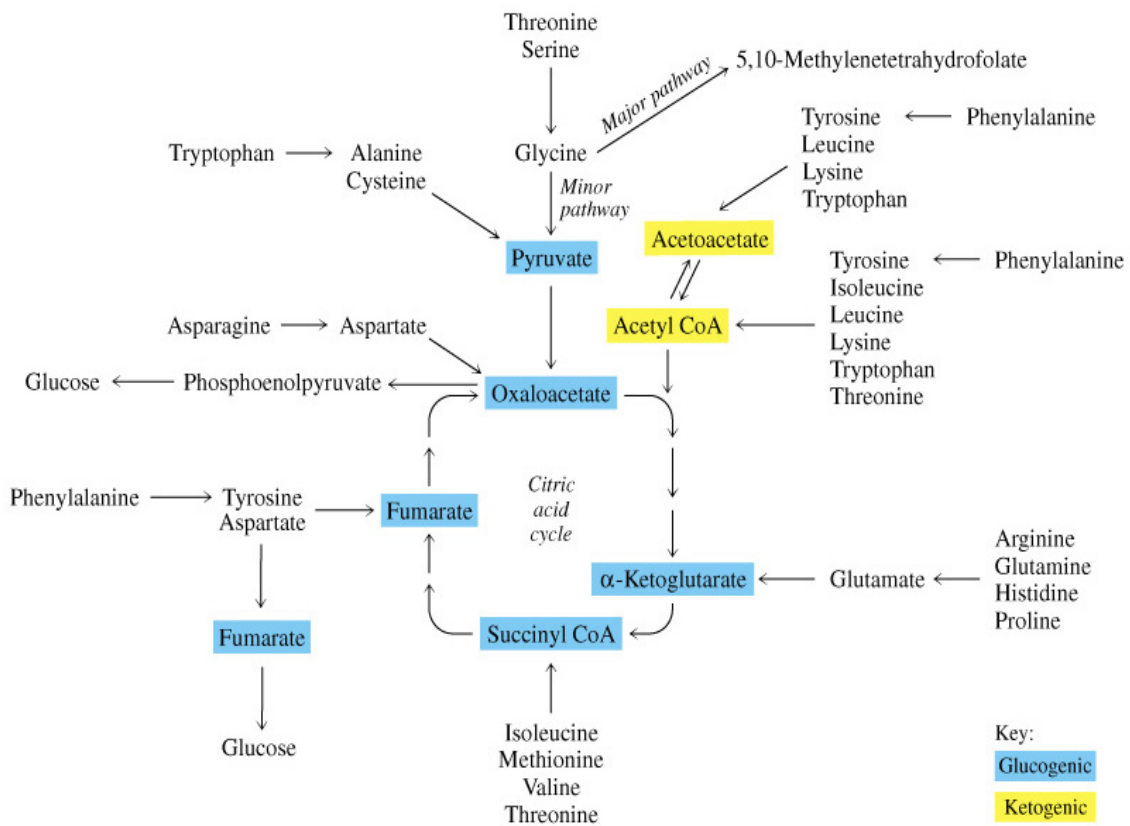 Threonine
Serine
Major pathway
5,10-Methylenetetrahydrofolate
Tryptophan
Alanine
Cysteine
Glycine
Minor
pathway
Tyrosine
Leucine
Lysine
Tryptophan
Phenylalanine
Pyruvate
Acetoacetate
Acetyl CoA
Tyrosine
Isoleucine
Leucine
Lysine
Tryptophan
Threonine
Phenylalanine
Asparagine
Aspartate
Glucose
Phosphoenolpyruvate
Oxaloacetate
Phenylalanine
Tyrosine
Aspartate
Fumarate
Citric
acid
cycle
α-Ketoglutarate
Glutamate
Arginine
Glutamine
Histidine
Proline
Fumarate
Succinyl CoA
Glucose
Isoleucine
Methionine
Valine
Threonine
Key:
Glucogenic
Ketogenic